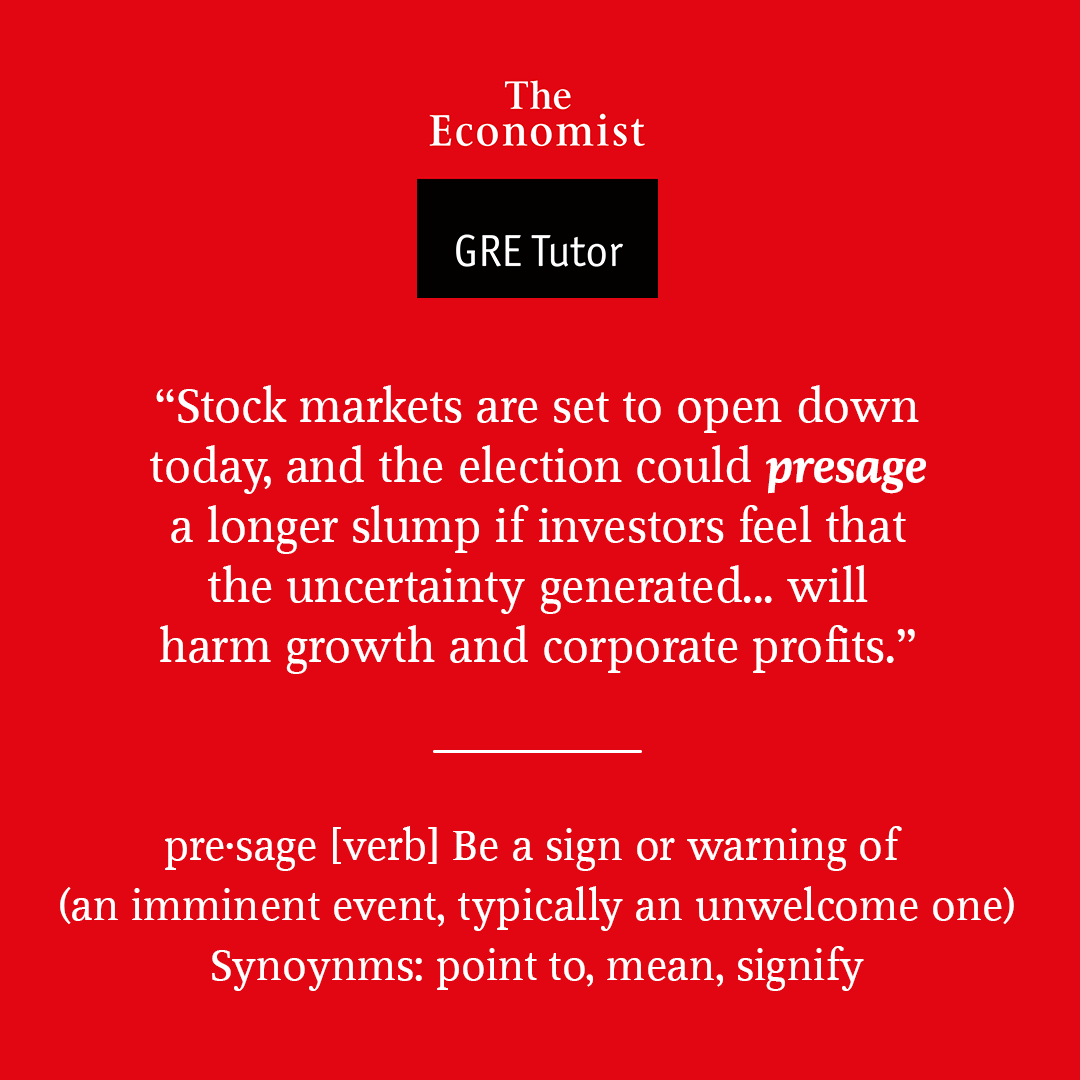 The
Economist
GRE Tutor
“Stock markets are set to open down
today, and the election could presage
a longer slump if investors feel that
the uncertainty generated... will
harm growth and corporate profits.”
pre·sage [verb] Be a sign or warning of
(an imminent event, typically an unwelcome one)
Synoynms: point to, mean, signify